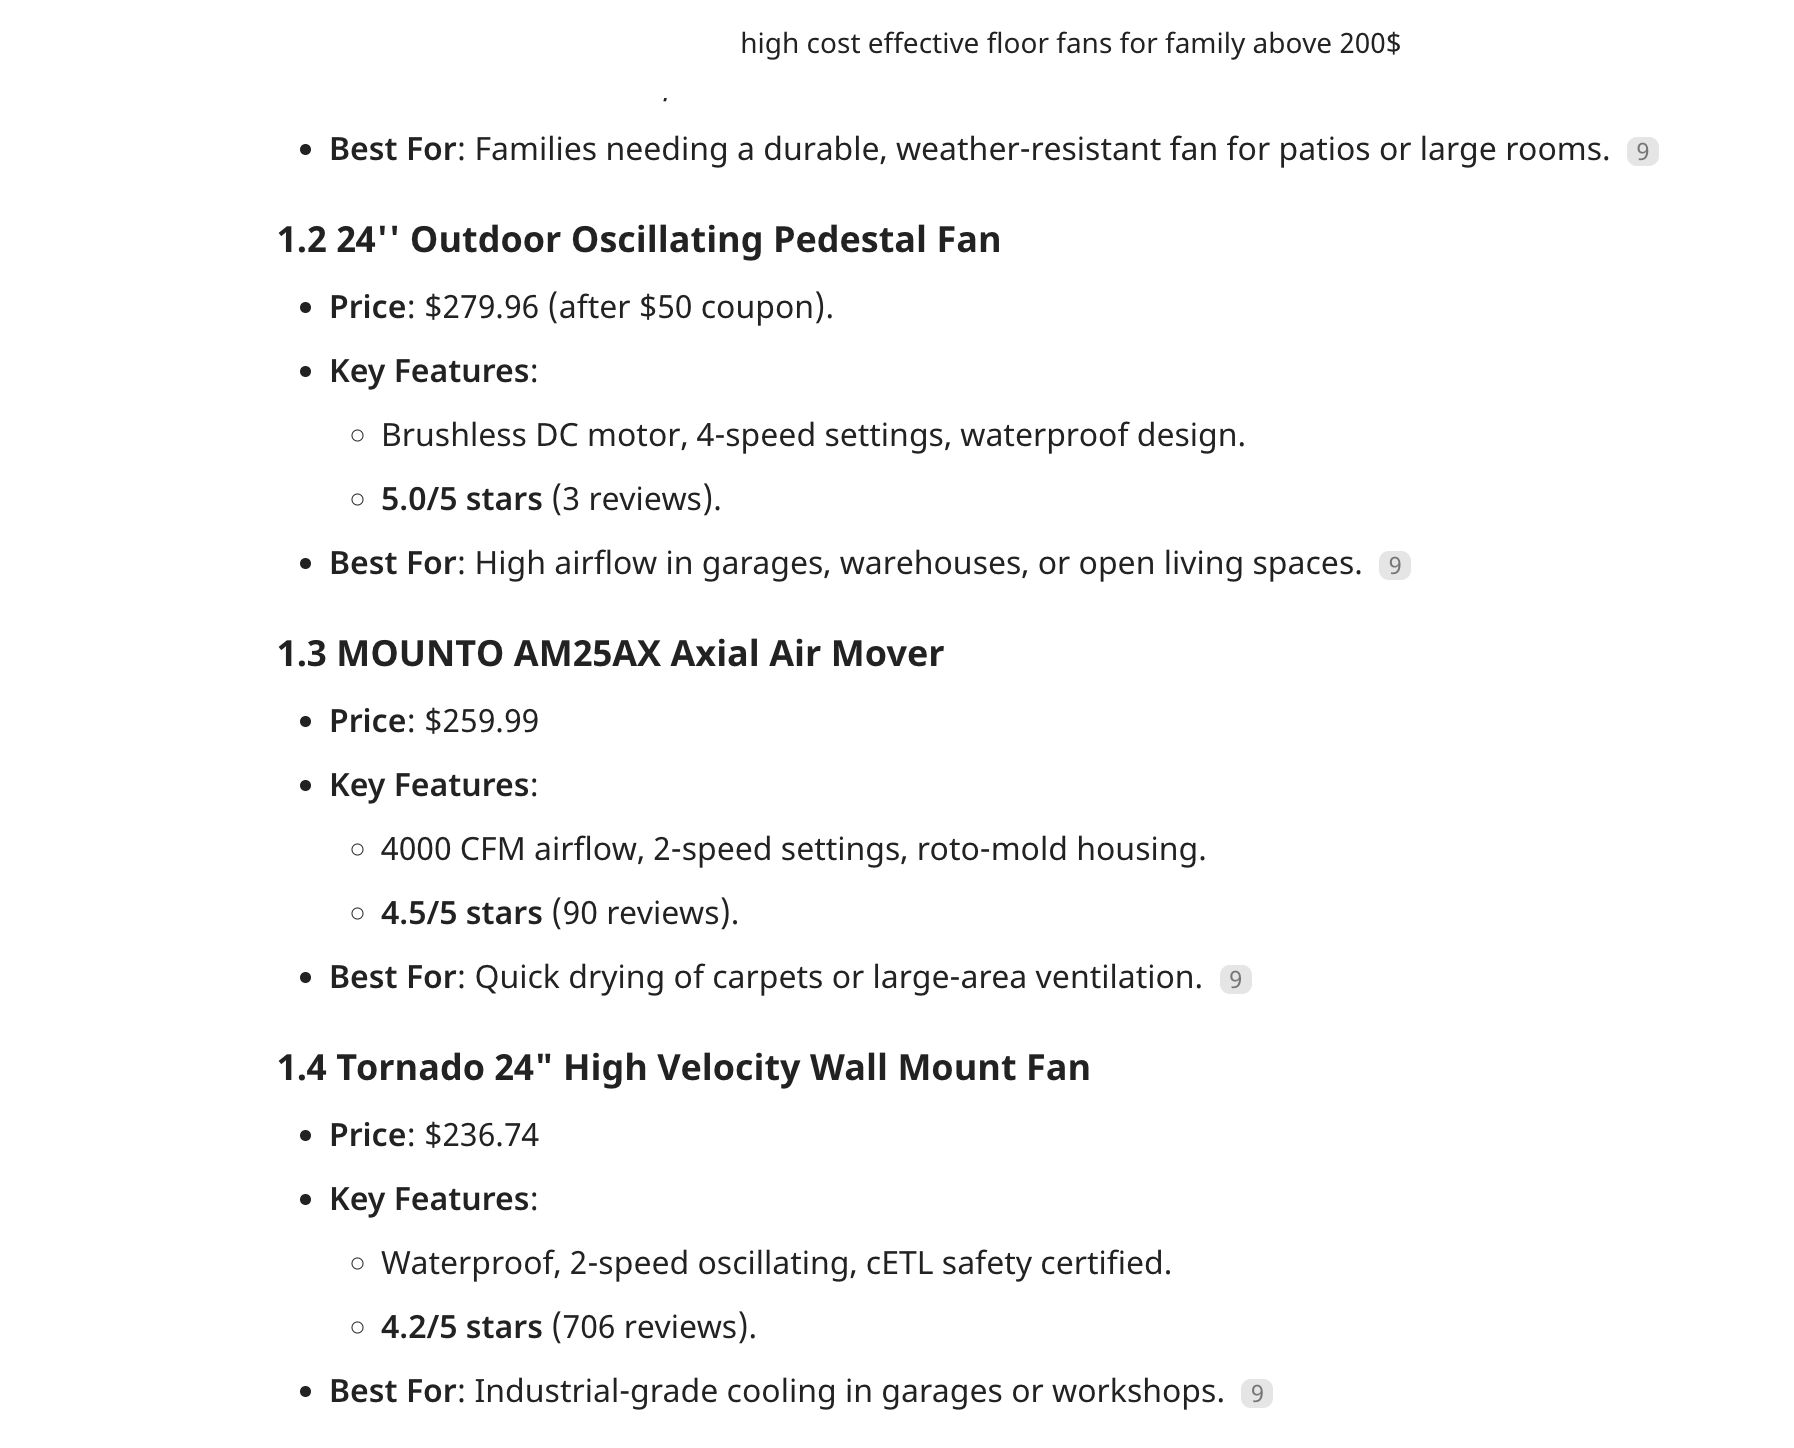 high cost effective floor fans for family above 200$
• Best For: Families needing a durable, weather-resistant fan for patios or large rooms. 9
1.2 24'' Outdoor Oscillating Pedestal Fan
• Price: $279.96 (after $50 coupon).
• Key Features:
◦ Brushless DC motor, 4-speed settings, waterproof design.
◦ 5.0/5 stars (3 reviews).
• Best For: High airflow in garages, warehouses, or open living spaces. 9
1.3 MOUNTO AM25AX Axial Air Mover
• Price: $259.99
• Key Features:
◦ 4000 CFM airflow, 2-speed settings, roto-mold housing.
◦ 4.5/5 stars (90 reviews).
• Best For: Quick drying of carpets or large-area ventilation. 9
1.4 Tornado 24" High Velocity Wall Mount Fan
• Price: $236.74
• Key Features:
◦ Waterproof, 2-speed oscillating, cETL safety certified.
◦ 4.2/5 stars (706 reviews).
• Best For: Industrial-grade cooling in garages or workshops. 9